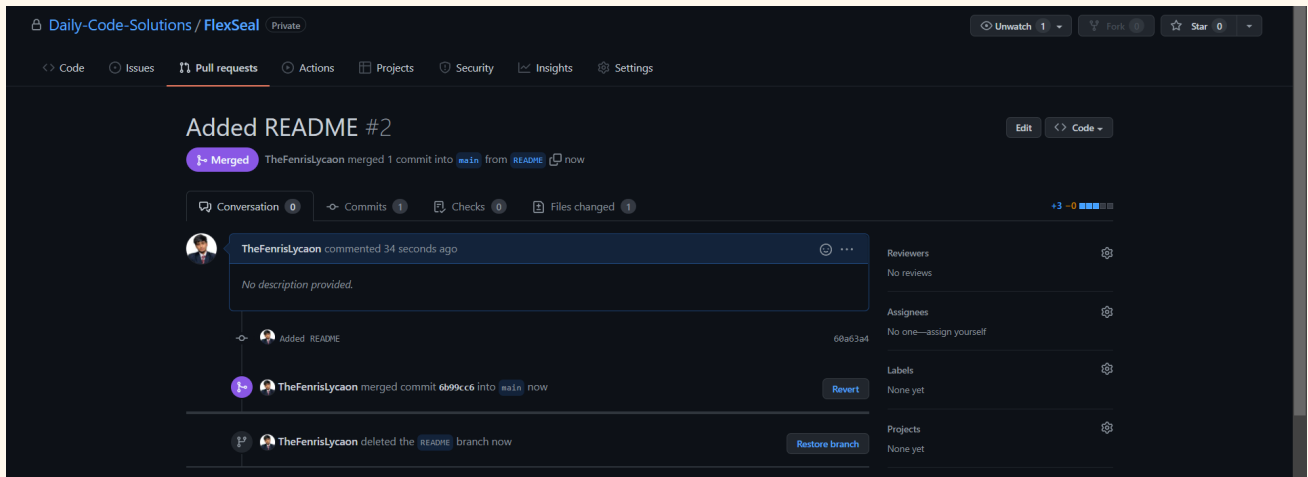 Daily-Code-Solutions / FlexSeal Private
Unwatch 1 Fork 0 Star 0
Code Issues Pull requests Actions Projects Security Insights Settings
Added README #2
Edit Code
Merged TheFenrisLycaon merged 1 commit into main from README now
Conversation 0 Commits 1 Checks 0 Files changed 1
+3 −0
TheFenrisLycaon commented 34 seconds ago
No description provided.
Added README 60a63a4
TheFenrisLycaon merged commit 6b99cc6 into main now
Revert
TheFenrisLycaon deleted the README branch now
Restore branch
Reviewers
No reviews
Assignees
No one—assign yourself
Labels
None yet
Projects
None yet